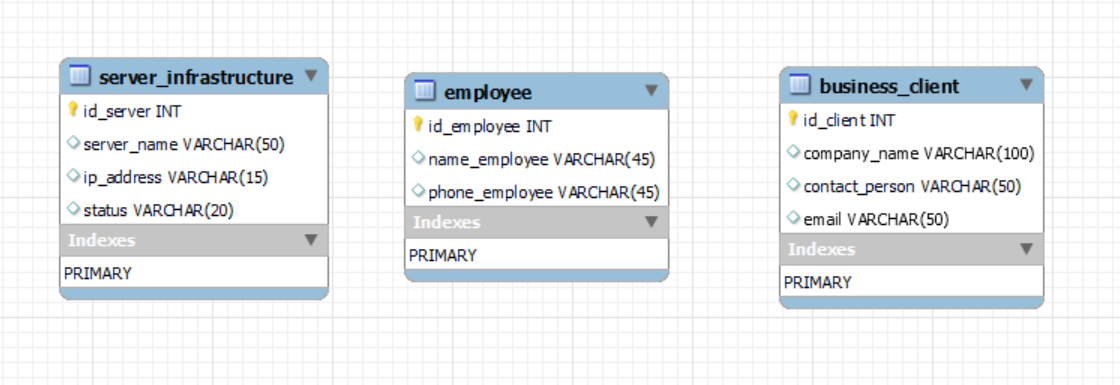 server_infrastructure
id_server INT
server_name VARCHAR(50)
ip_address VARCHAR(15)
status VARCHAR(20)
Indexes
PRIMARY
employee
id_employee INT
name_employee VARCHAR(45)
phone_employee VARCHAR(45)
Indexes
PRIMARY
business_client
id_client INT
company_name VARCHAR(100)
contact_person VARCHAR(50)
email VARCHAR(50)
Indexes
PRIMARY